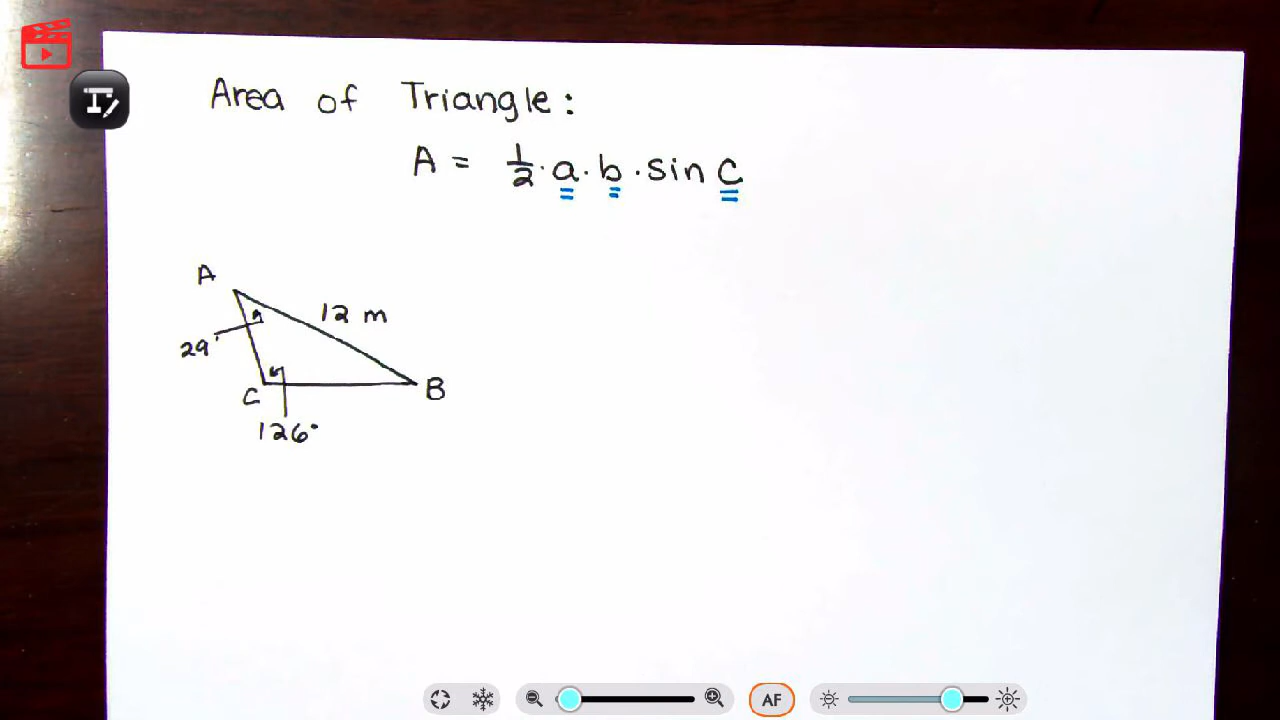 Area of Triangle:
A = 1/2 · a · b · sin C
A
12 m
29°
C
B
126°
AF